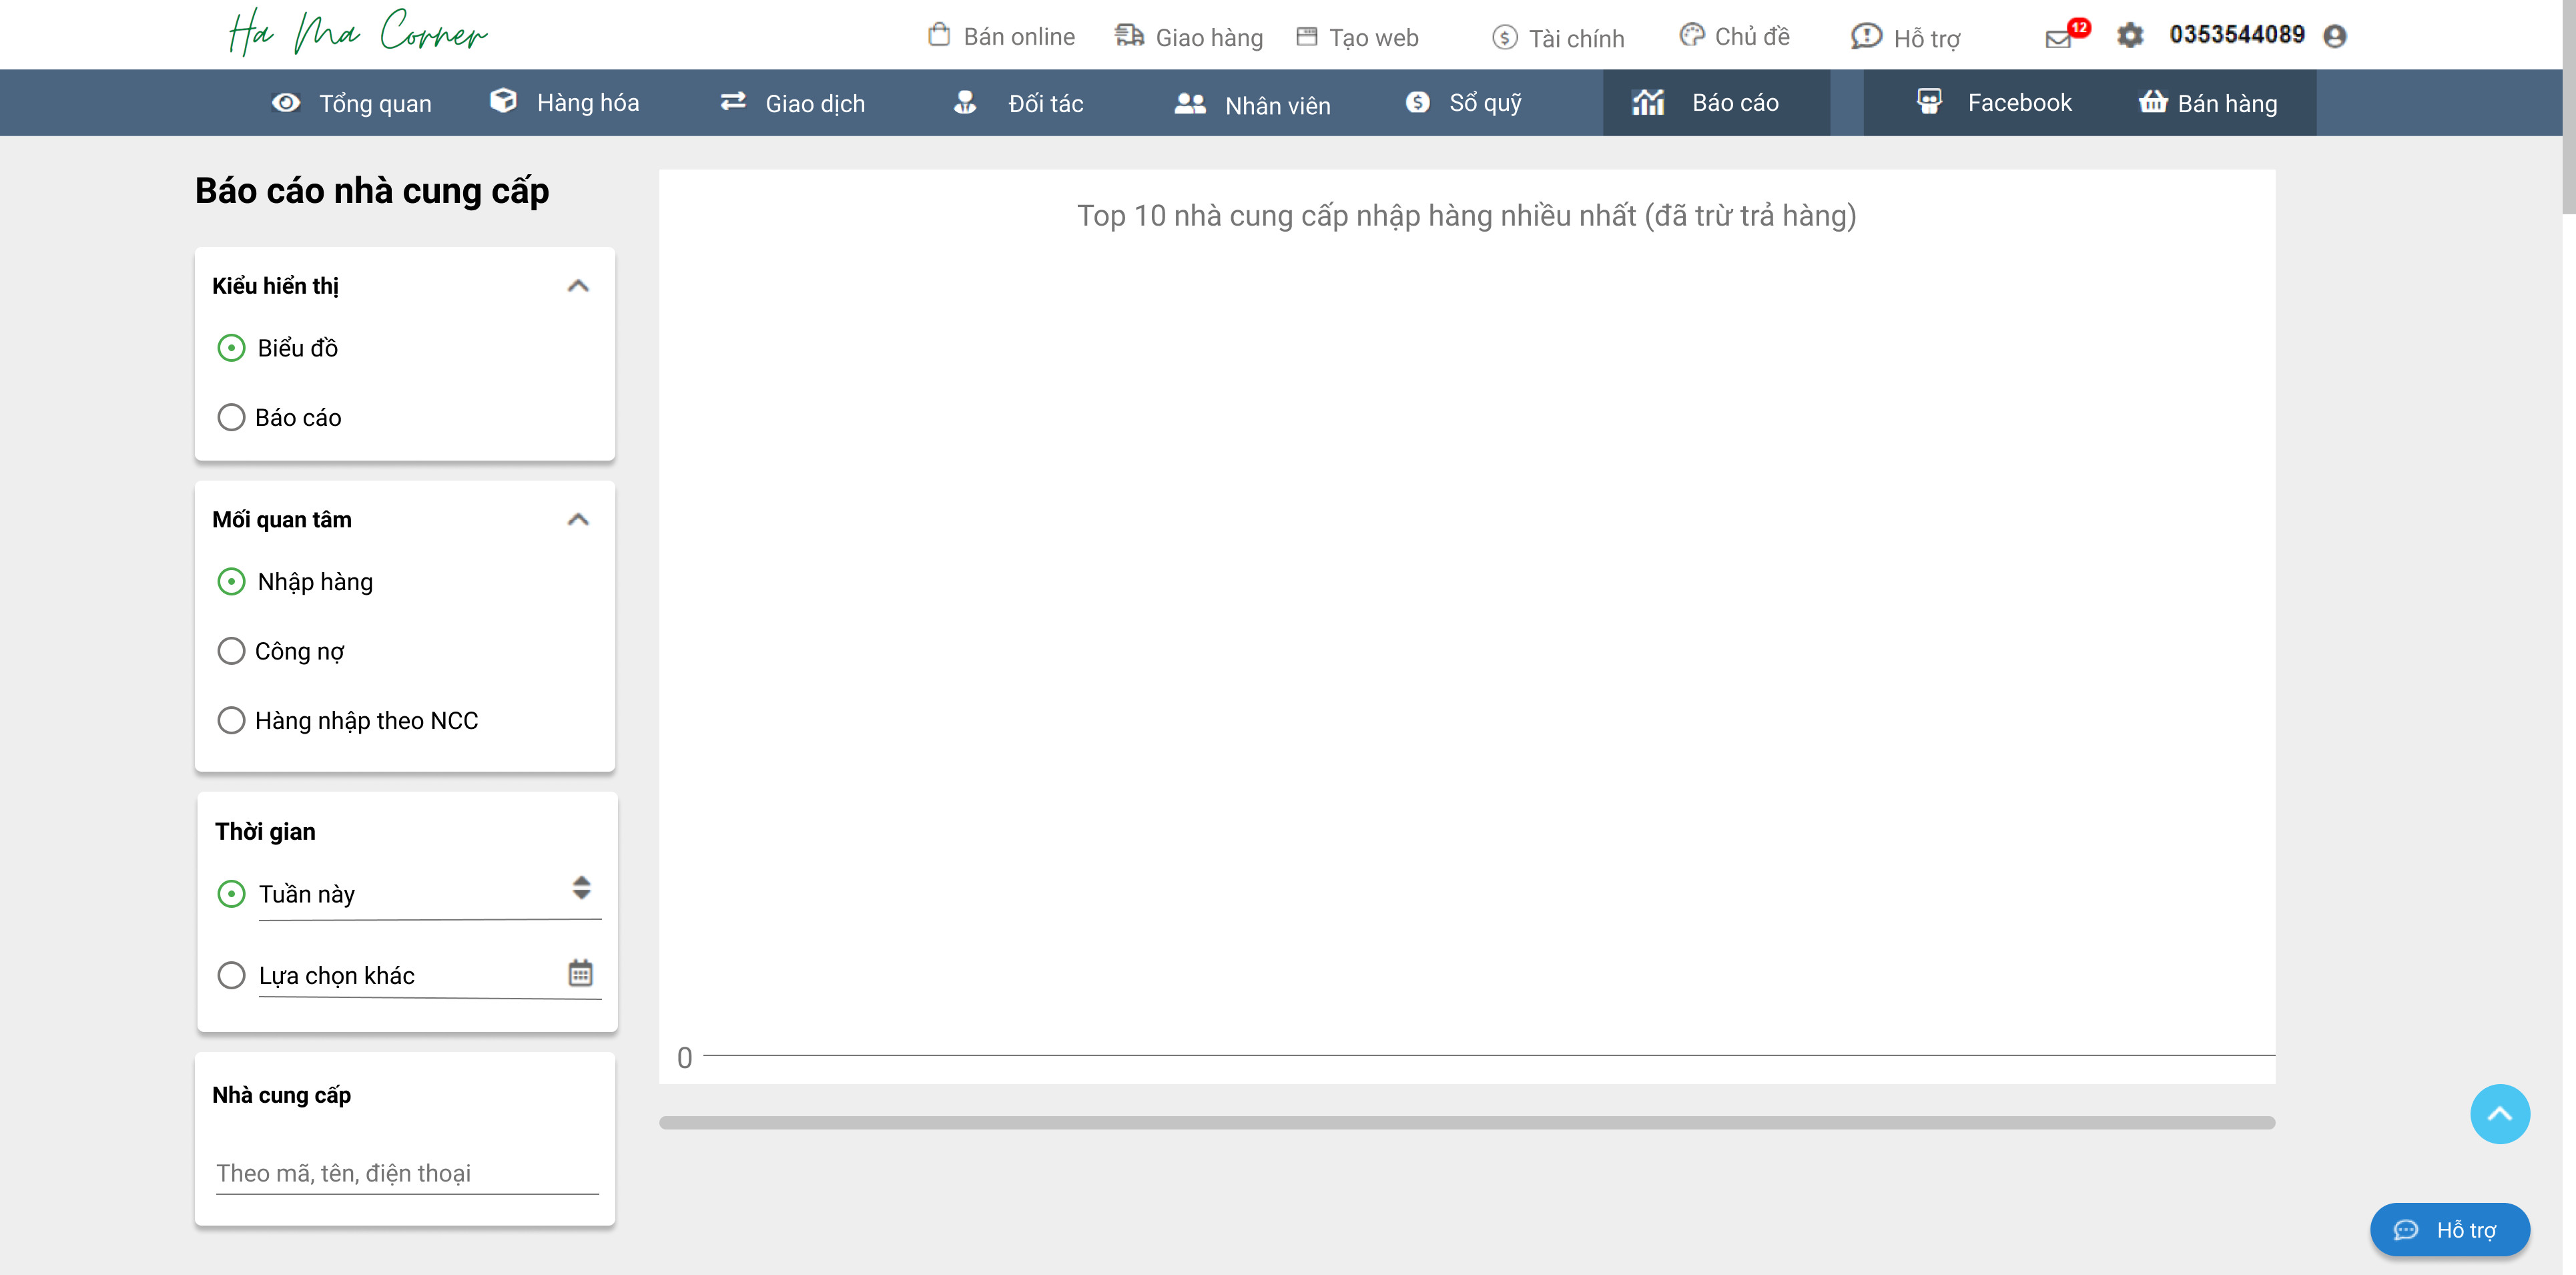 Ha Ma Corner
Bán online Giao hàng Tạo web Tài chính Chủ đề Hỗ trợ 12 0353544089
Tổng quan Hàng hóa Giao dịch Đối tác Nhân viên Sổ quỹ Báo cáo Facebook Bán hàng
Báo cáo nhà cung cấp
Kiểu hiển thị
Biểu đồ
Báo cáo
Mối quan tâm
Nhập hàng
Công nợ
Hàng nhập theo NCC
Thời gian
Tuần này
Lựa chọn khác
Nhà cung cấp
Theo mã, tên, điện thoại
Top 10 nhà cung cấp nhập hàng nhiều nhất (đã trừ trả hàng)
0
Hỗ trợ